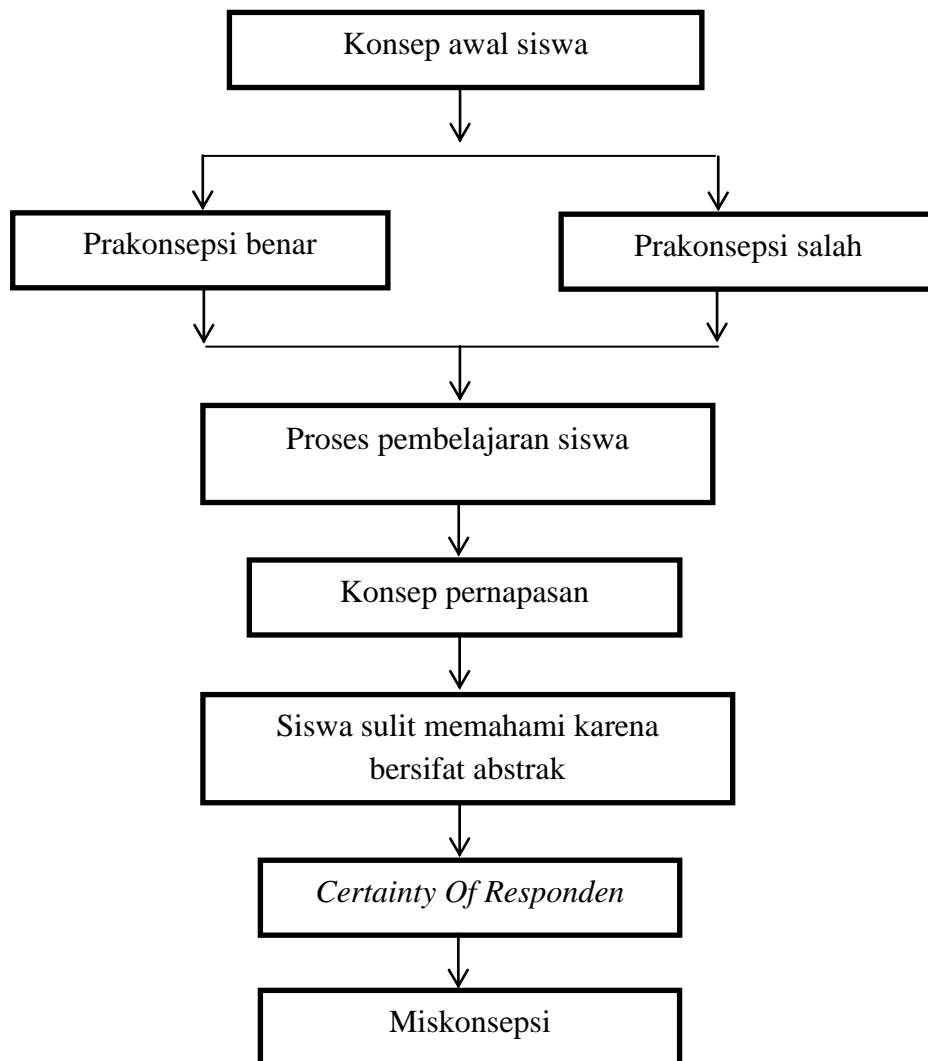 Konsep awal siswa
Prakonsepsi benar
Prakonsepsi salah
Proses pembelajaran siswa
Konsep pernapasan
Siswa sulit memahami karena
bersifat abstrak
Certainty Of Responden
Miskonsepsi